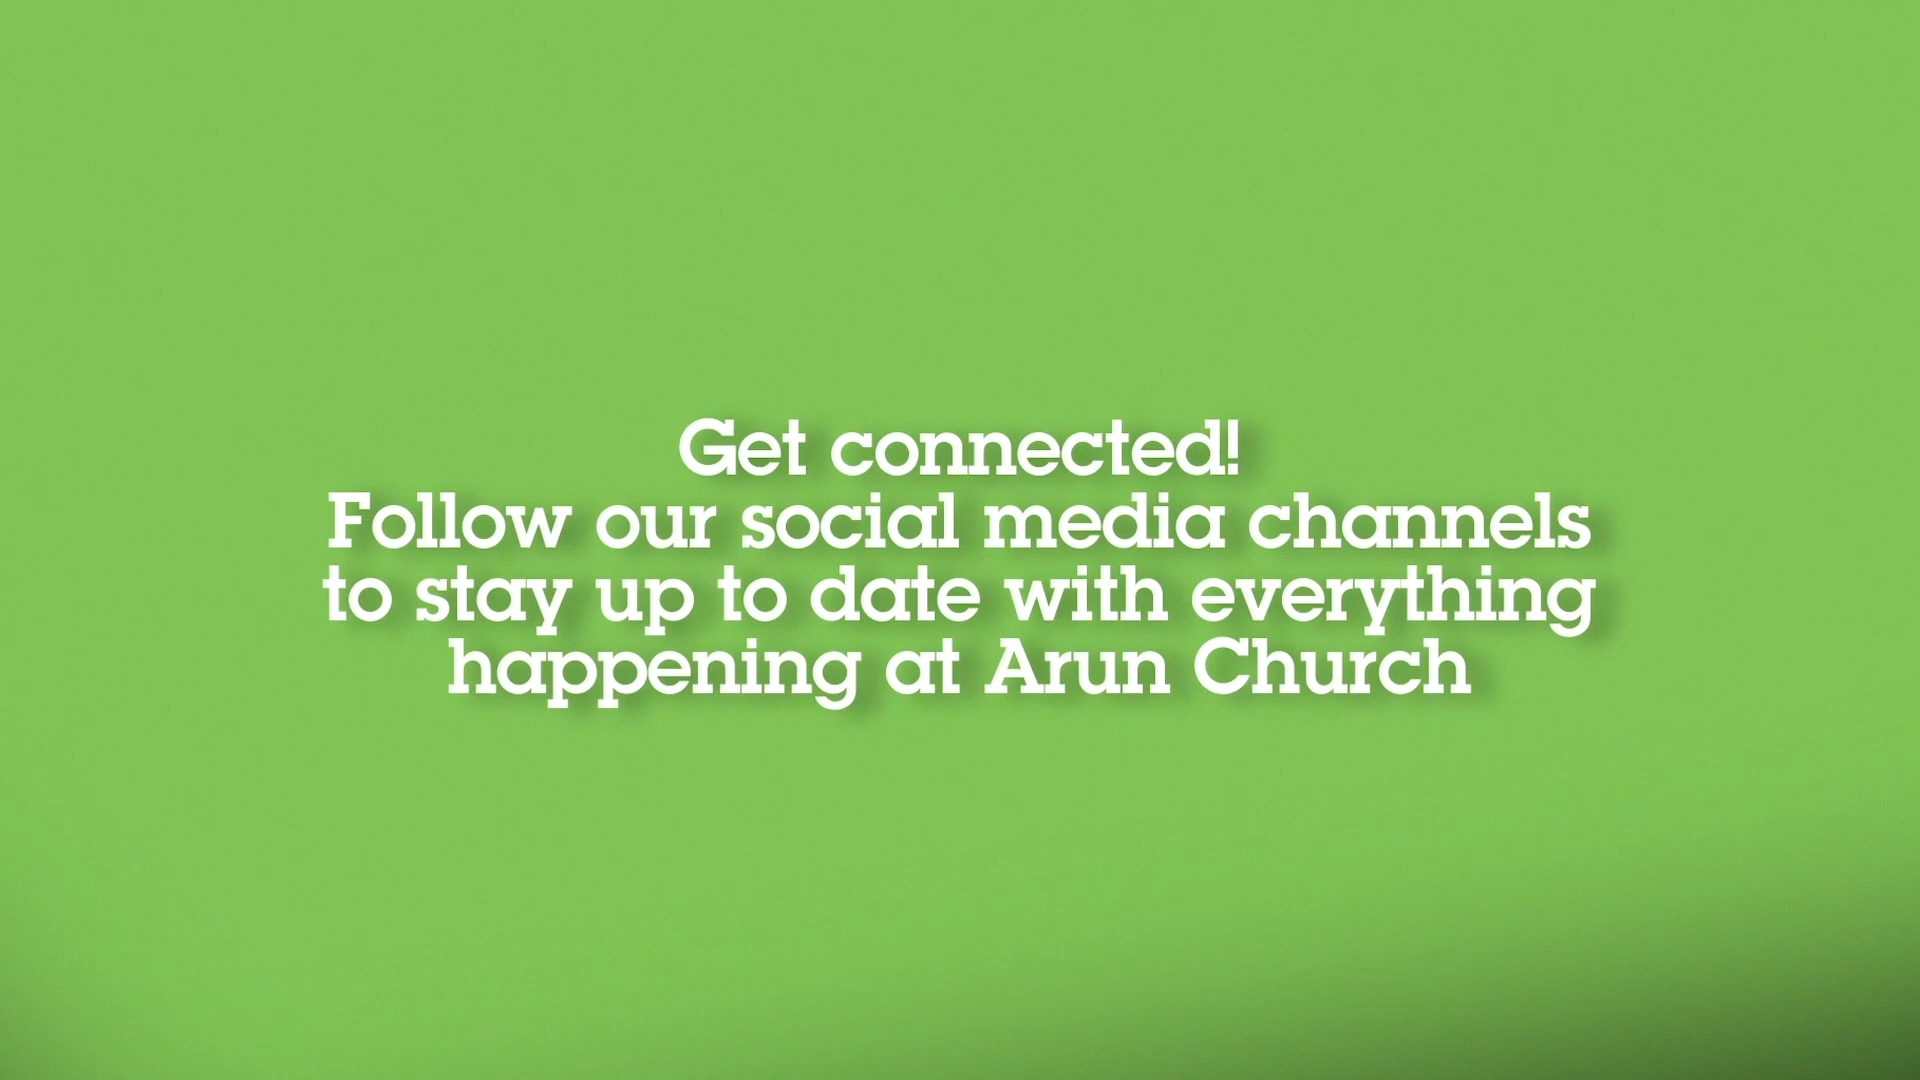 Get connected!
Follow our social media channels
to stay up to date with everything
happening at Arun Church